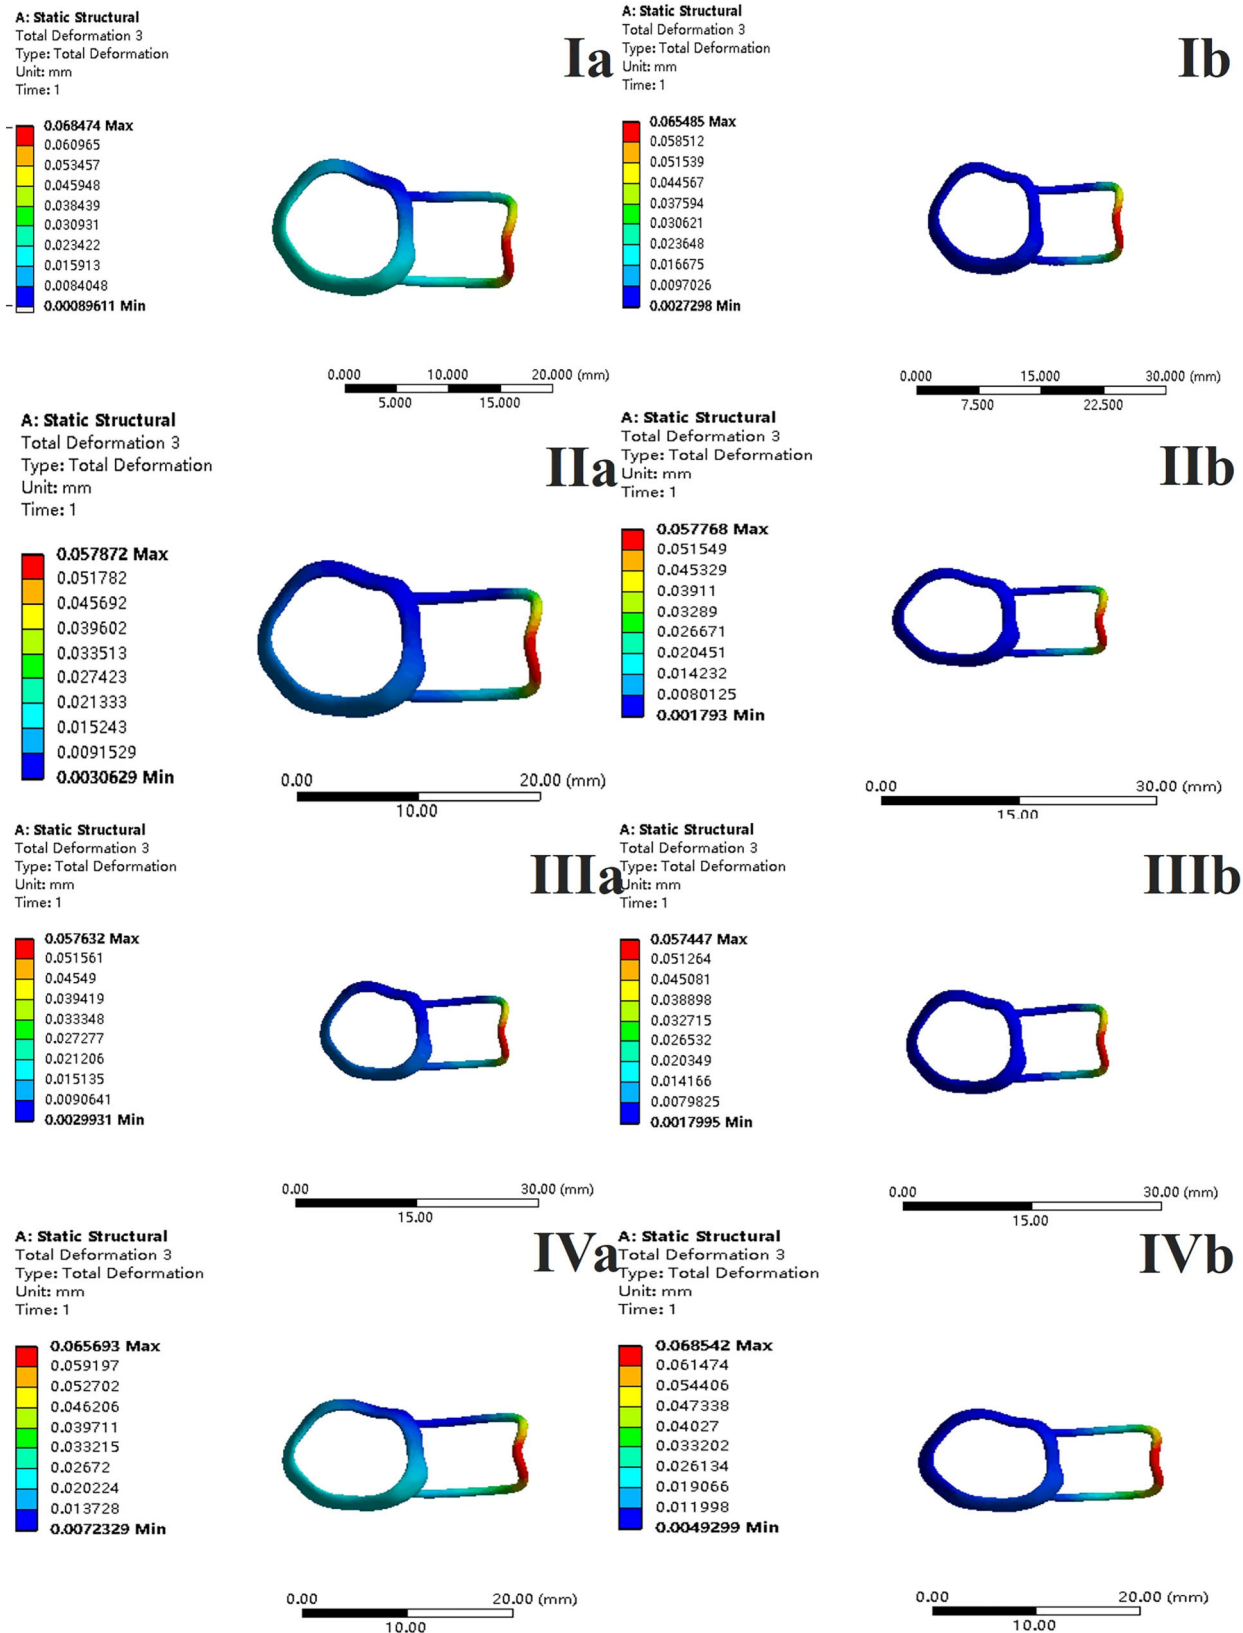 A: Static Structural
Total Deformation 3
Type: Total Deformation
Unit: mm
Time: 1
Ia
0.068474 Max
0.060965
0.053457
0.045948
0.038439
0.030931
0.023422
0.015913
0.0084048
0.00089611 Min
0.000 10.000 20.000 (mm)
5.000 15.000
A: Static Structural
Total Deformation 3
Type: Total Deformation
Unit: mm
Time: 1
Ib
0.065485 Max
0.058512
0.051539
0.044567
0.037594
0.030621
0.023648
0.016675
0.0097026
0.0027298 Min
0.000 15.000 30.000 (mm)
7.500 22.500
A: Static Structural
Total Deformation 3
Type: Total Deformation
Unit: mm
Time: 1
IIa
0.057872 Max
0.051782
0.045692
0.039602
0.033513
0.027423
0.021333
0.015243
0.0091529
0.0030629 Min
0.00 20.00 (mm)
10.00
A: Static Structural
Total Deformation 3
Type: Total Deformation
Unit: mm
Time: 1
IIb
0.057768 Max
0.051549
0.045329
0.03911
0.03289
0.026671
0.020451
0.014232
0.0080125
0.001793 Min
0.00 30.00 (mm)
15.00
A: Static Structural
Total Deformation 3
Type: Total Deformation
Unit: mm
Time: 1
IIIa
0.057632 Max
0.051561
0.04549
0.039419
0.033348
0.027277
0.021206
0.015135
0.0090641
0.0029931 Min
0.00 30.00 (mm)
15.00
A: Static Structural
Total Deformation 3
Type: Total Deformation
Unit: mm
Time: 1
IIIb
0.057447 Max
0.051264
0.045081
0.038898
0.032715
0.026532
0.020349
0.014166
0.0079825
0.0017995 Min
0.00 30.00 (mm)
15.00
A: Static Structural
Total Deformation 3
Type: Total Deformation
Unit: mm
Time: 1
IVa
0.065693 Max
0.059197
0.052702
0.046206
0.039711
0.033215
0.02672
0.020224
0.013728
0.0072329 Min
0.00 20.00 (mm)
10.00
A: Static Structural
Total Deformation 3
Type: Total Deformation
Unit: mm
Time: 1
IVb
0.068542 Max
0.061474
0.054406
0.047338
0.04027
0.033202
0.026134
0.019066
0.011998
0.0049299 Min
0.00 20.00 (mm)
10.00